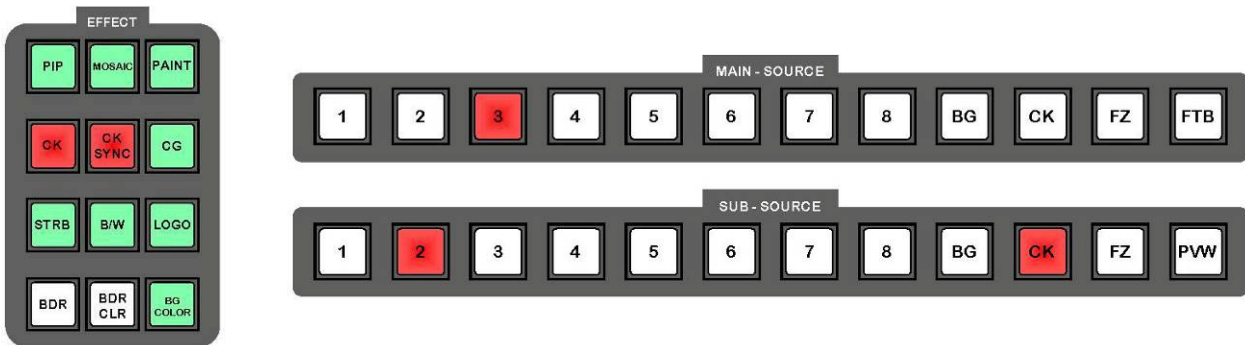 EFFECT
PIP MOSAIC PAINT
CK CK SYNC CG
STRB B/W LOGO
BDR BDR CLR BG COLOR
MAIN - SOURCE
1 2 3 4 5 6 7 8 BG CK FZ FTB
SUB - SOURCE
1 2 3 4 5 6 7 8 BG CK FZ PVW